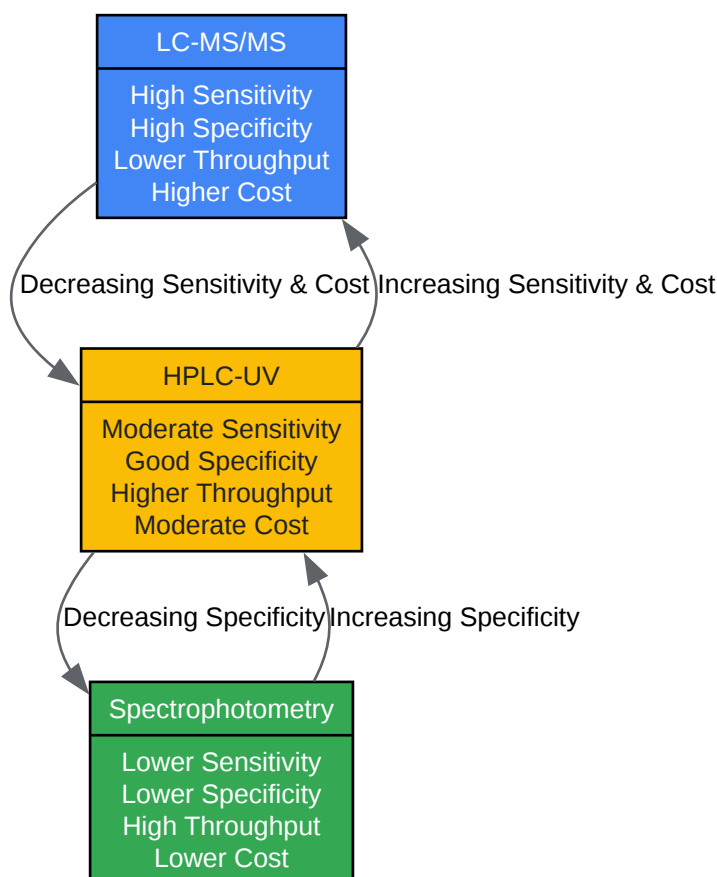 LC-MS/MS
High Sensitivity
High Specificity
Lower Throughput
Higher Cost
Decreasing Sensitivity & Cost
Increasing Sensitivity & Cost
HPLC-UV
Moderate Sensitivity
Good Specificity
Higher Throughput
Moderate Cost
Decreasing Specificity
Increasing Specificity
Spectrophotometry
Lower Sensitivity
Lower Specificity
High Throughput
Lower Cost